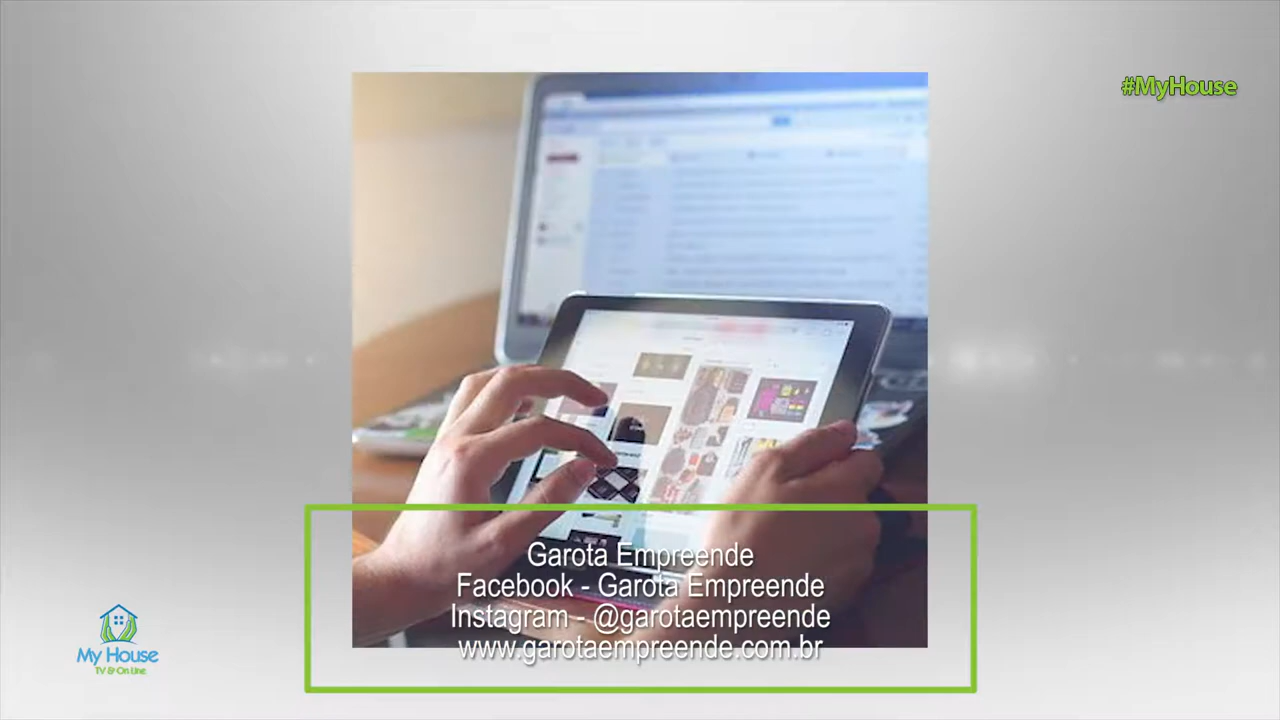 #MyHouse
Garota Empreende
Facebook - Garota Empreende
Instagram - @garotaempreende
www.garotaempreende.com.br
My House
TV & On Line